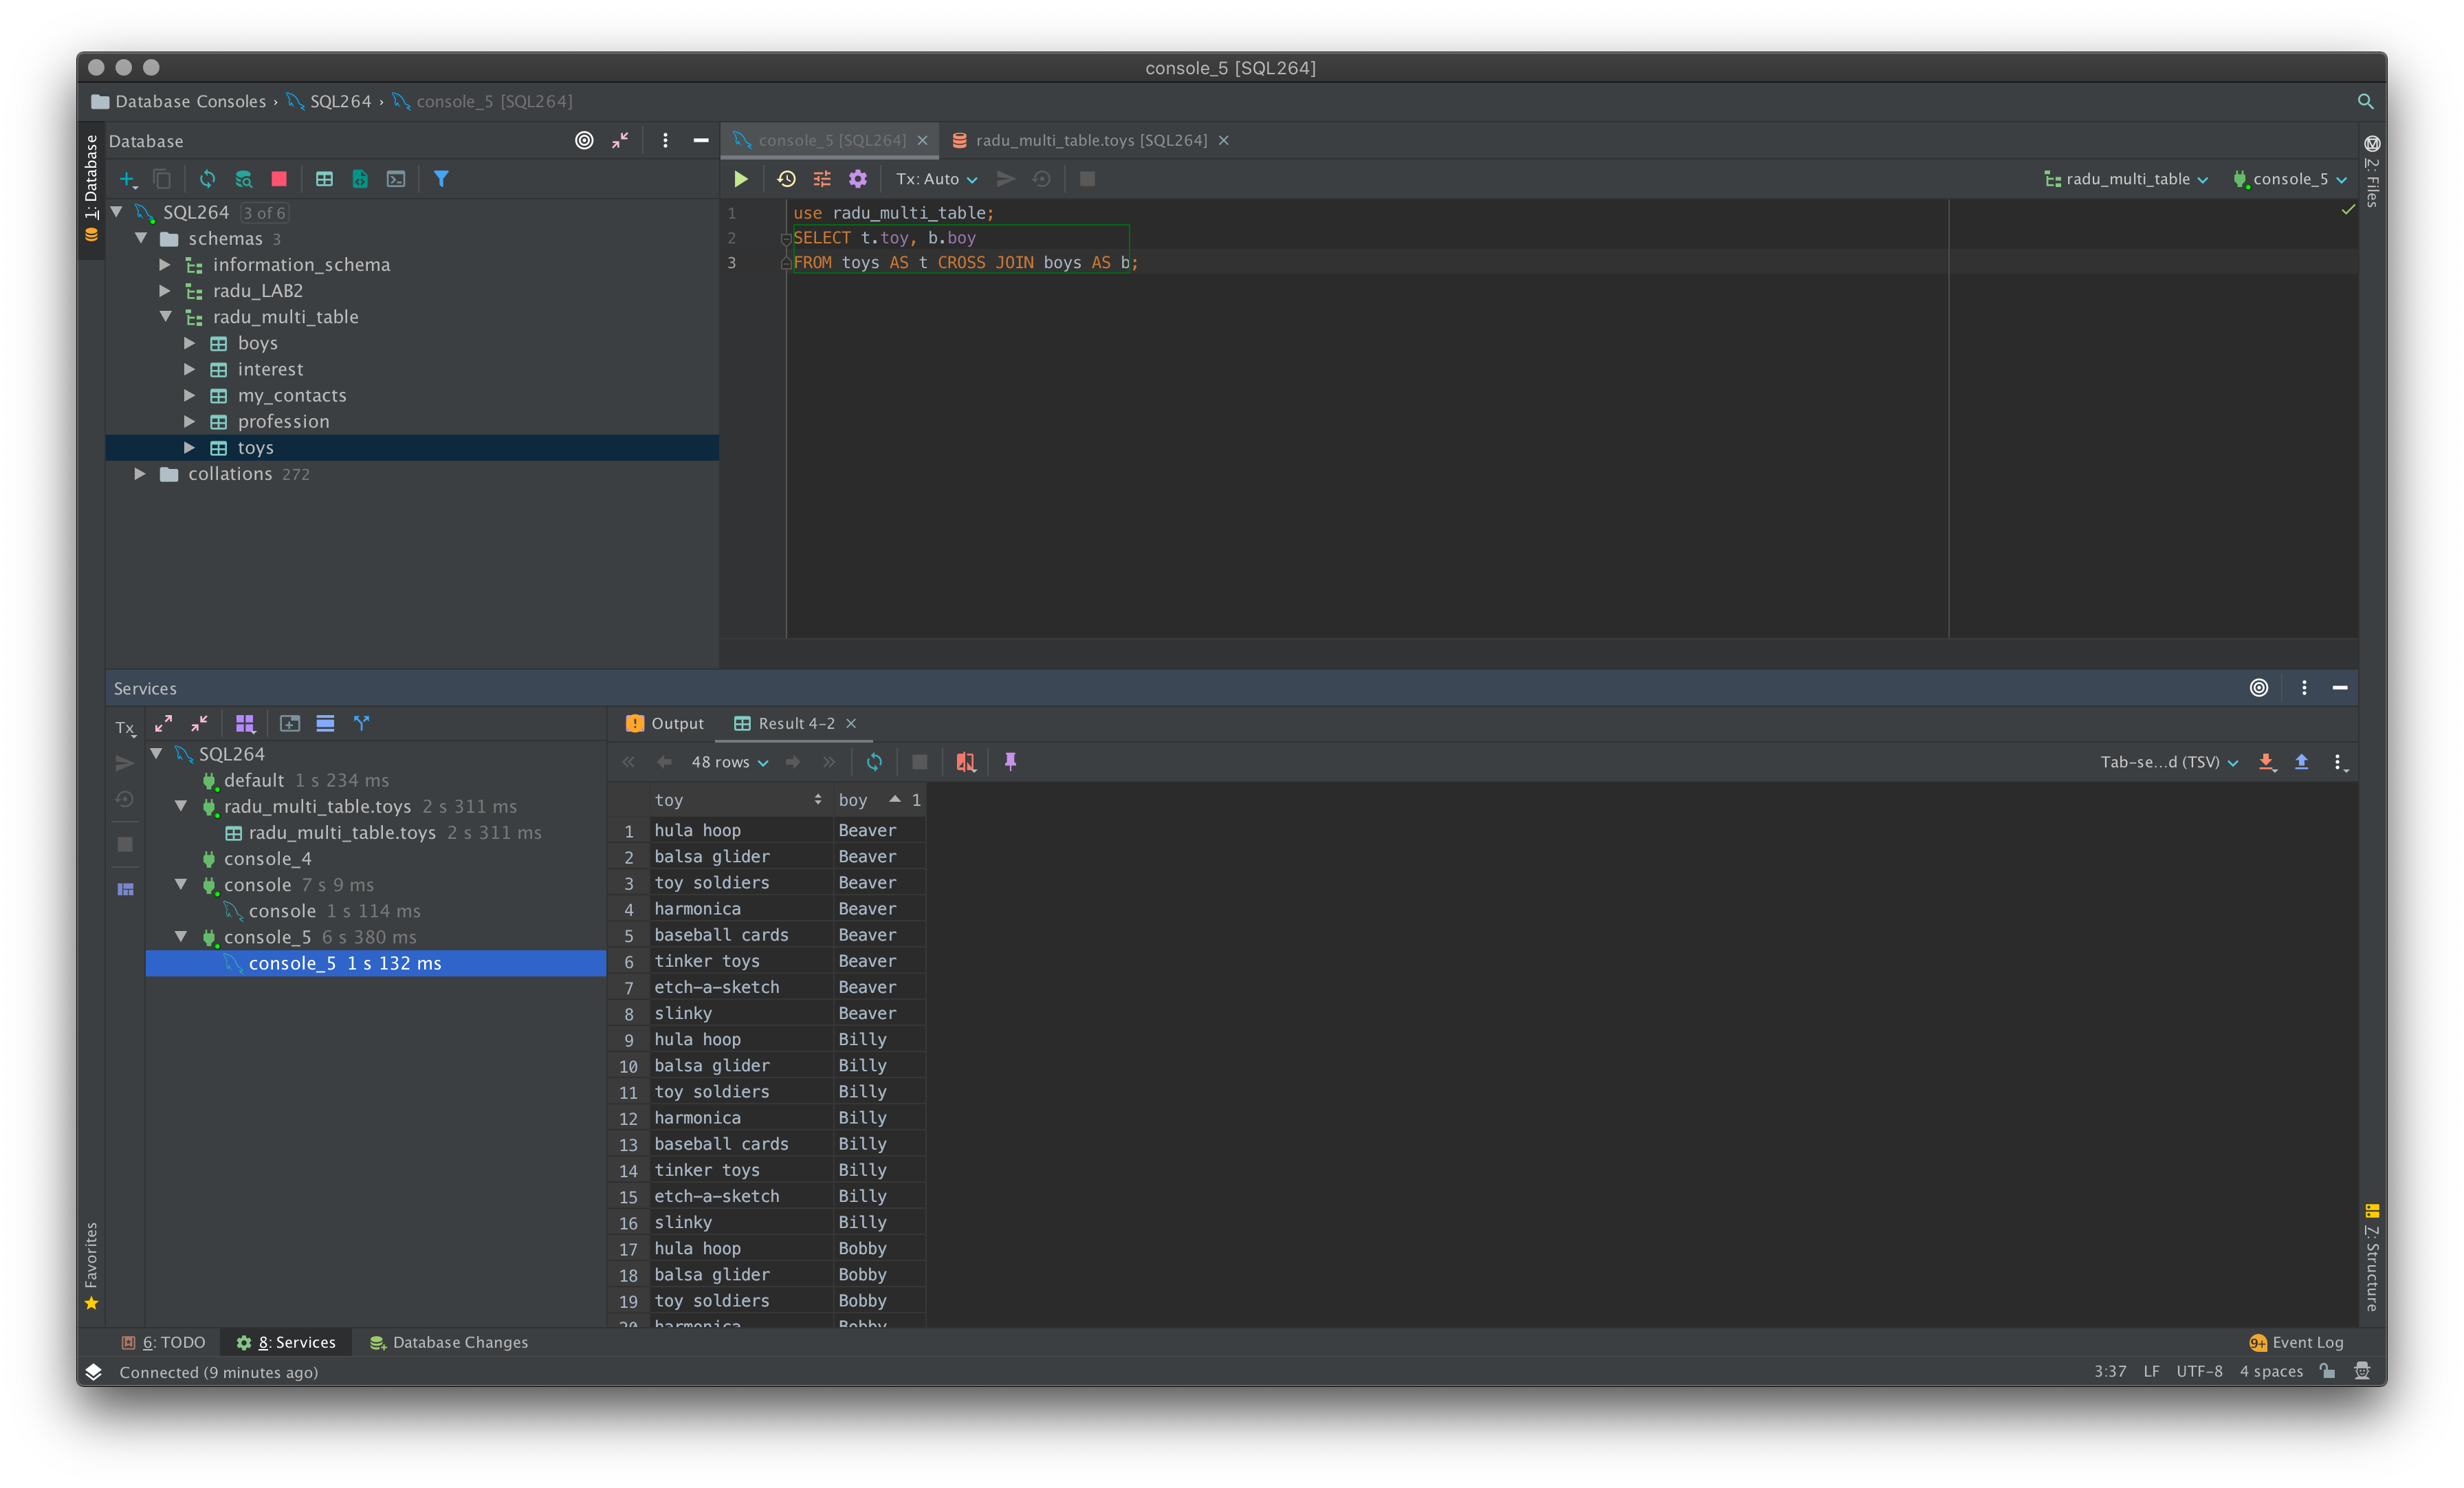 console_5 [SQL264]
Database Consoles › SQL264 › console_5 [SQL264]
1: Database
Database
console_5 [SQL264]
radu_multi_table.toys [SQL264]
2: Files
Tx: Auto
radu_multi_table
console_5
SQL264 3 of 6
schemas 3
information_schema
radu_LAB2
radu_multi_table
boys
interest
my_contacts
profession
toys
collations 272
1 use radu_multi_table;
2 SELECT t.toy, b.boy
3 FROM toys AS t CROSS JOIN boys AS b;
Services
Tx
SQL264
default 1 s 234 ms
radu_multi_table.toys 2 s 311 ms
radu_multi_table.toys 2 s 311 ms
console_4
console 7 s 9 ms
console 1 s 114 ms
console_5 6 s 380 ms
console_5 1 s 132 ms
Output
Result 4-2
48 rows
Tab-se...d (TSV)
toy boy 1
1 hula hoop Beaver
2 balsa glider Beaver
3 toy soldiers Beaver
4 harmonica Beaver
5 baseball cards Beaver
6 tinker toys Beaver
7 etch-a-sketch Beaver
8 slinky Beaver
9 hula hoop Billy
10 balsa glider Billy
11 toy soldiers Billy
12 harmonica Billy
13 baseball cards Billy
14 tinker toys Billy
15 etch-a-sketch Billy
16 slinky Billy
17 hula hoop Bobby
18 balsa glider Bobby
19 toy soldiers Bobby
20 harmonica Bobby
Favorites
7: Structure
6: TODO
8: Services
Database Changes
9+ Event Log
Connected (9 minutes ago)
3:37 LF UTF-8 4 spaces